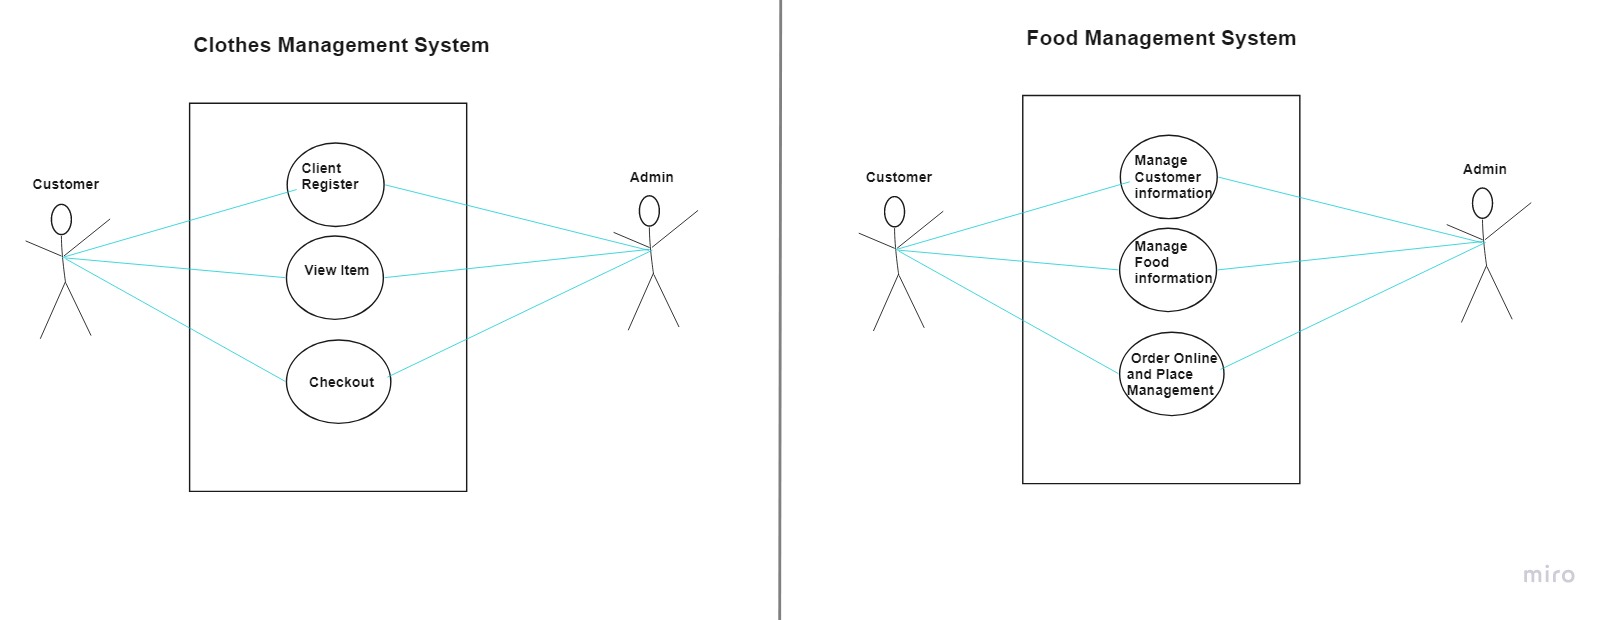 Clothes Management System
Customer
Client
Register
View Item
Checkout
Admin
Food Management System
Customer
Manage
Customer
information
Manage
Food
information
Order Online
and Place
Management
Admin
miro